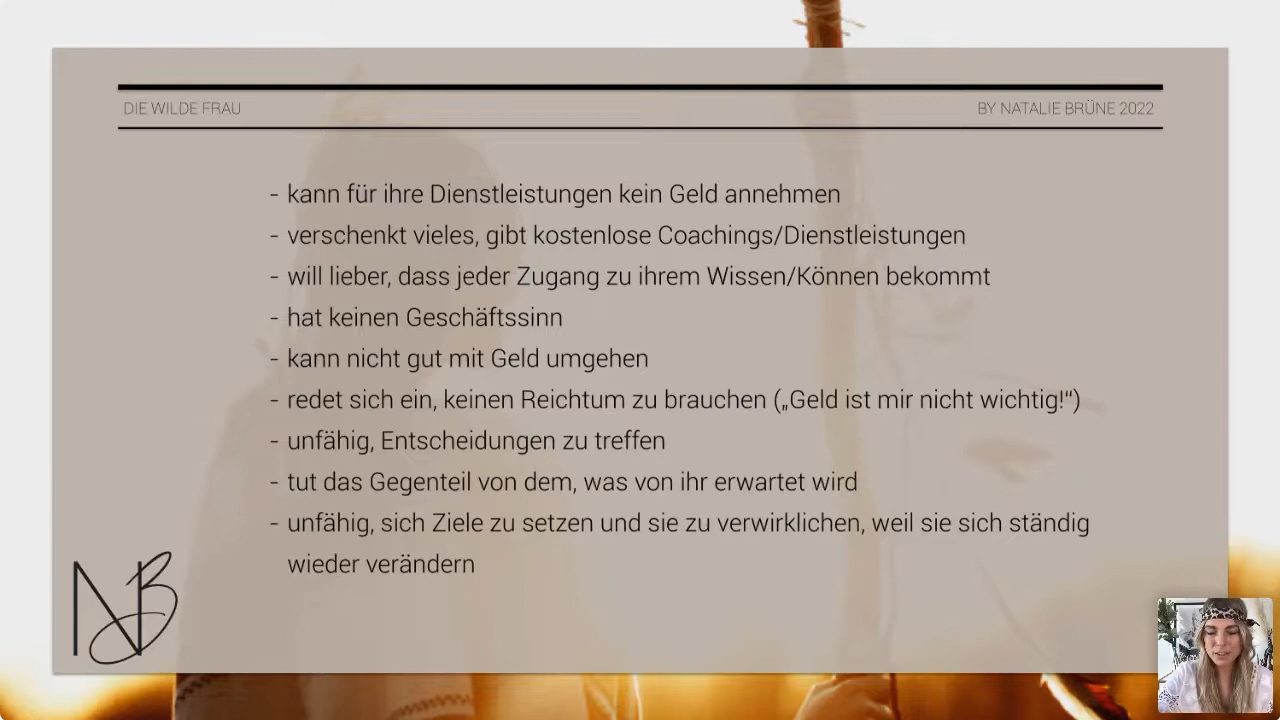 DIE WILDE FRAU
BY NATALIE BRÜNE 2022
- kann für ihre Dienstleistungen kein Geld annehmen
- verschenkt vieles, gibt kostenlose Coachings/Dienstleistungen
- will lieber, dass jeder Zugang zu ihrem Wissen/Können bekommt
- hat keinen Geschäftssinn
- kann nicht gut mit Geld umgehen
- redet sich ein, keinen Reichtum zu brauchen („Geld ist mir nicht wichtig!“)
- unfähig, Entscheidungen zu treffen
- tut das Gegenteil von dem, was von ihr erwartet wird
- unfähig, sich Ziele zu setzen und sie zu verwirklichen, weil sie sich ständig
wieder verändern
NB